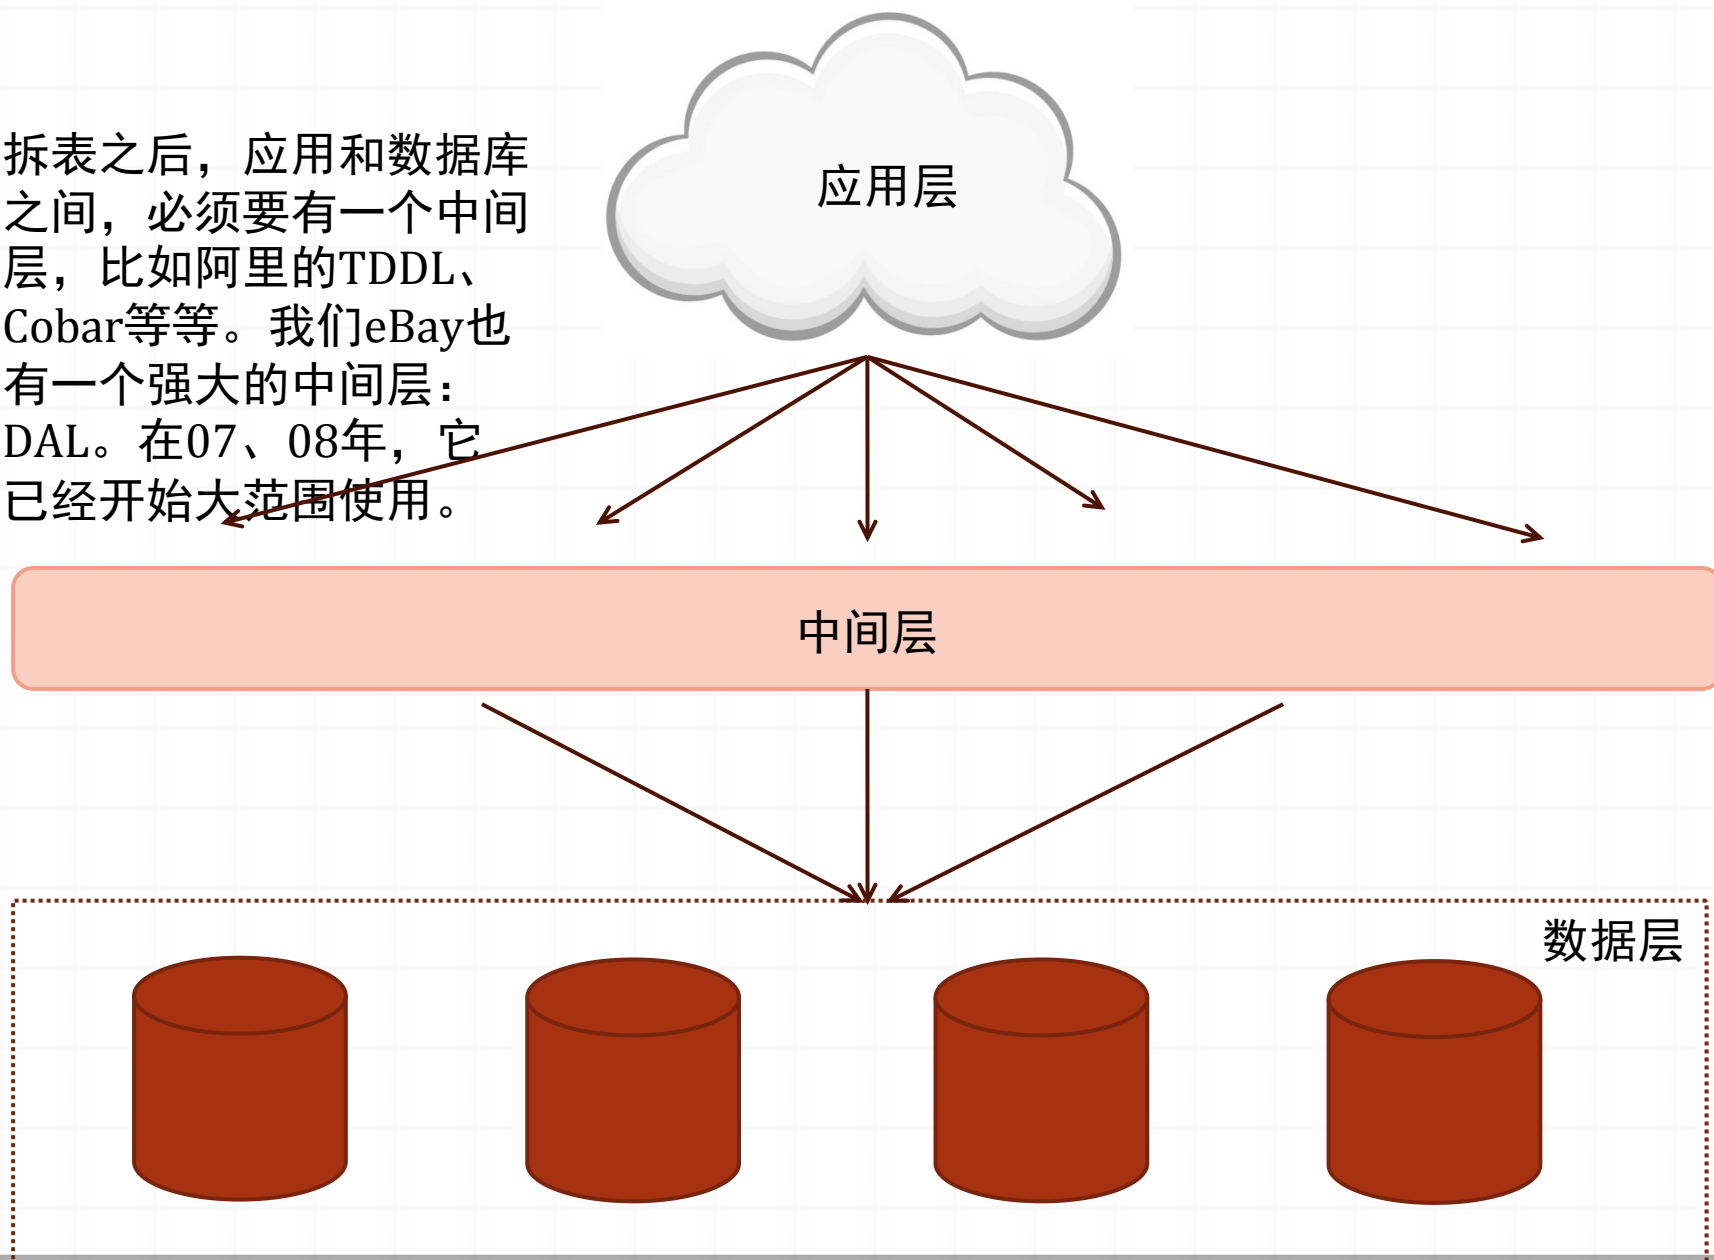 拆表之后，应用和数据库
之间，必须要有一个中间
层，比如阿里的TDDL、
Cobar等等。我们eBay也
有一个强大的中间层：
DAL。在07、08年，它
已经开始大范围使用。
应用层
中间层
数据层